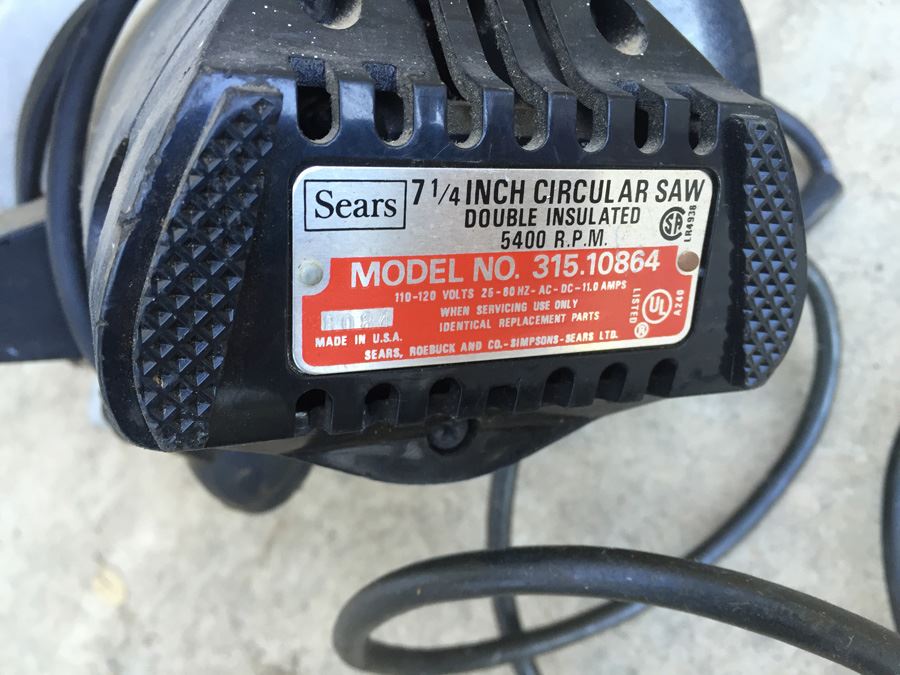 Sears
7 1/4 INCH CIRCULAR SAW
DOUBLE INSULATED
5400 R.P.M.
SA
LR4938
MODEL NO. 315.10864
110-120 VOLTS 25-60 HZ-AC-DC-11.0 AMPS
WHEN SERVICING USE ONLY
IDENTICAL REPLACEMENT PARTS
MADE IN U.S.A.
SEARS, ROEBUCK AND CO.-SIMPSONS-SEARS LTD.
LISTED
UL
®
A240